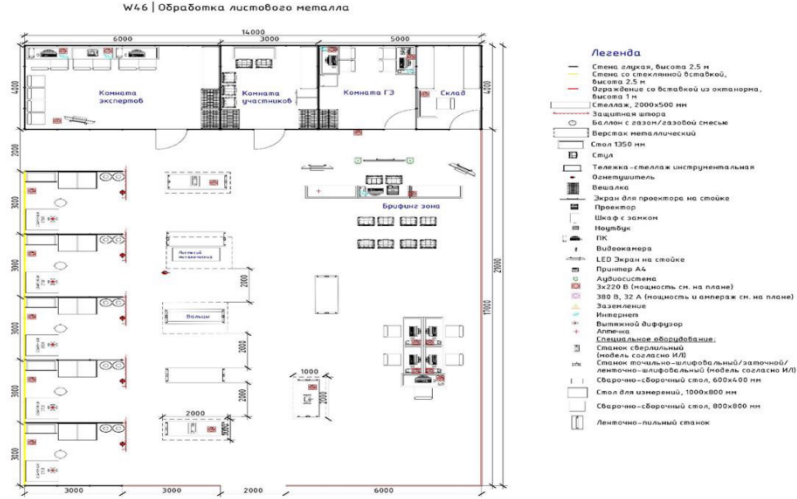 W46 | Обработка листового металла
14000
6000
3000
5000
4000
4000
Комната
экспертов
Комната
участников
Комната ГЭ
Склад
2000
3000
3000
3000
3000
Брифинг зона
2000
Вальцы
2000
2000
1000
2000
17000
3000
3000
2000
6000
Легенда
Стена глухая, высота 2.5 м
Стена со стеклянной вставкой,
высота 2.5 м
Ограждение со вставкой из октанорма,
высота 1 м
Стеллаж, 2000х500 мм
Защитная штора
Баллон с газом/газовой смесью
Верстак металлический
Стол 1350 мм
Стул
Тележка-стеллаж инструментальная
Огнетушитель
Вешалка
Экран для проектора на стойке
Проектор
Шкаф с замком
Ноутбук
ПК
Видеокамера
LED Экран на стойке
Принтер А4
Аудиосистема
3х220 В (мощность см. на плане)
380 В, 32 А (мощность и ампераж см. на плане)
Заземление
Интернет
Вытяжной диффузор
Аптечка
Специальное оборудование:
Станок сверлильный
(модель согласно ИЛ)
Станок точильно-шлифовальный/заточной/
ленточно-шлифовальный (модель согласно ИЛ)
Сварочно-сборочный стол, 600х400 мм
Стол для измерений, 1000х800 мм
Сварочно-сборочный стол, 800х800 мм
Ленточно-пильный станок